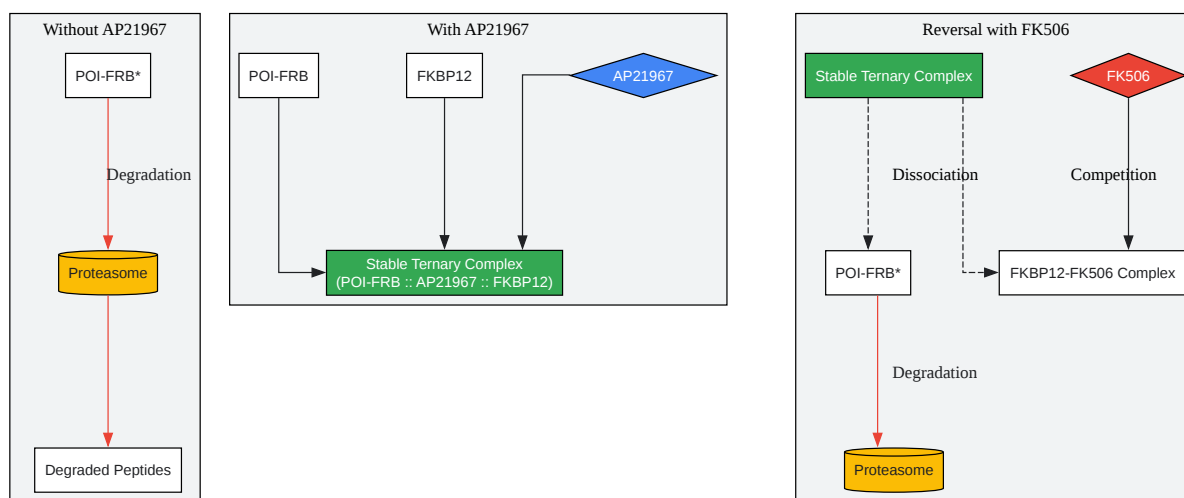 Without AP21967
POI-FRB*
Degradation
Proteasome
Degraded Peptides
With AP21967
POI-FRB
FKBP12
AP21967
Stable Ternary Complex
(POI-FRB :: AP21967 :: FKBP12)
Reversal with FK506
Stable Ternary Complex
FK506
Dissociation
Competition
POI-FRB*
FKBP12-FK506 Complex
Degradation
Proteasome